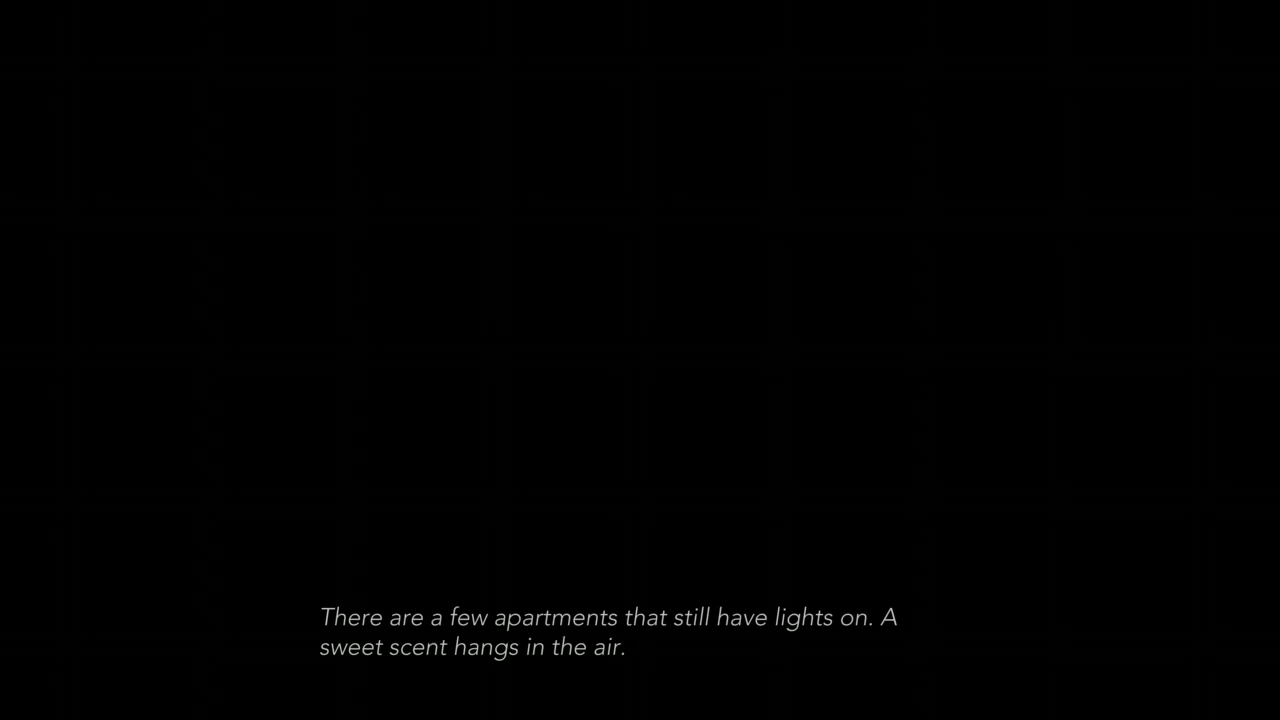 There are a few apartments that still have lights on. A
sweet scent hangs in the air.